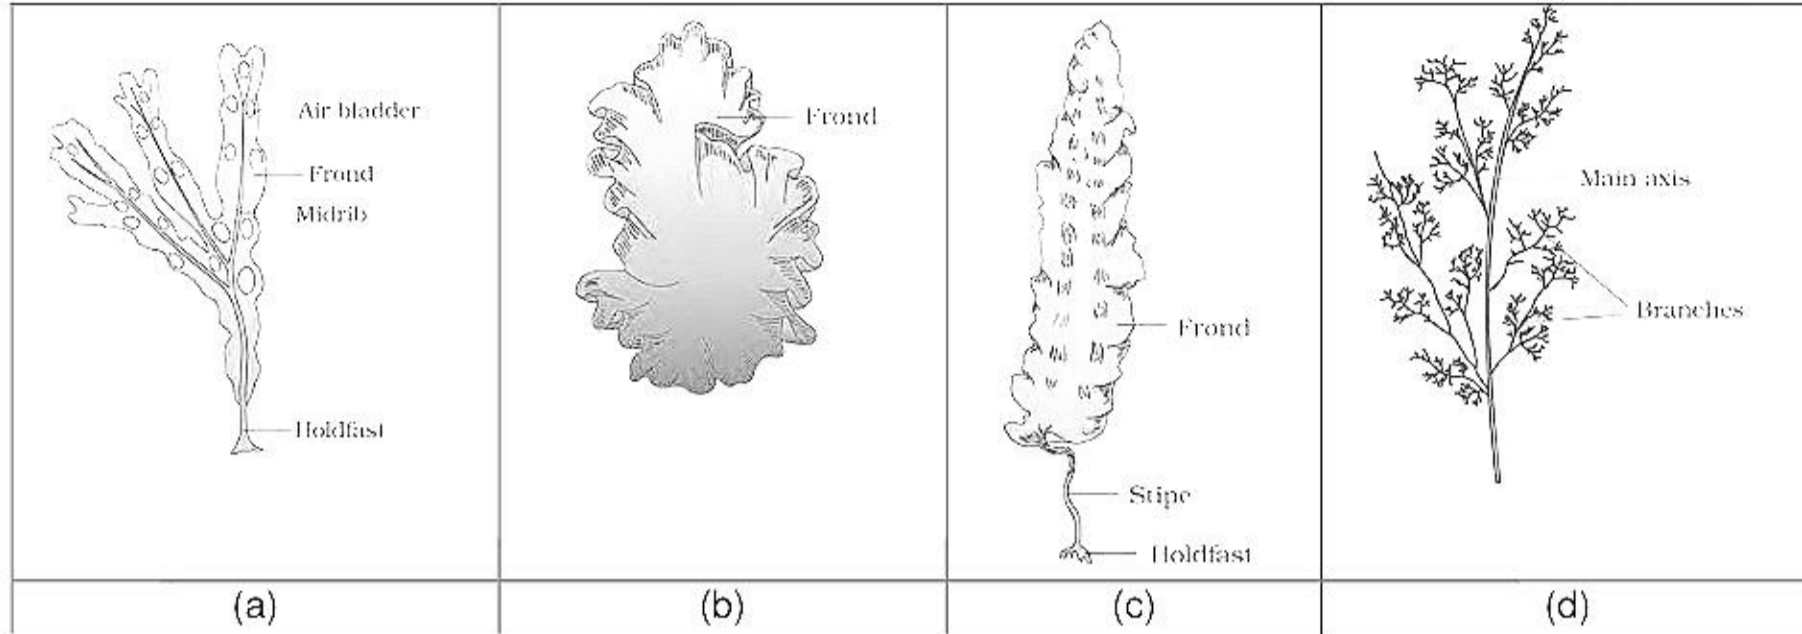 Air bladder
Frond
Midrib
Holdfast
Frond
Frond
Stipe
Holdfast
Main axis
Branches
(a) (b) (c) (d)